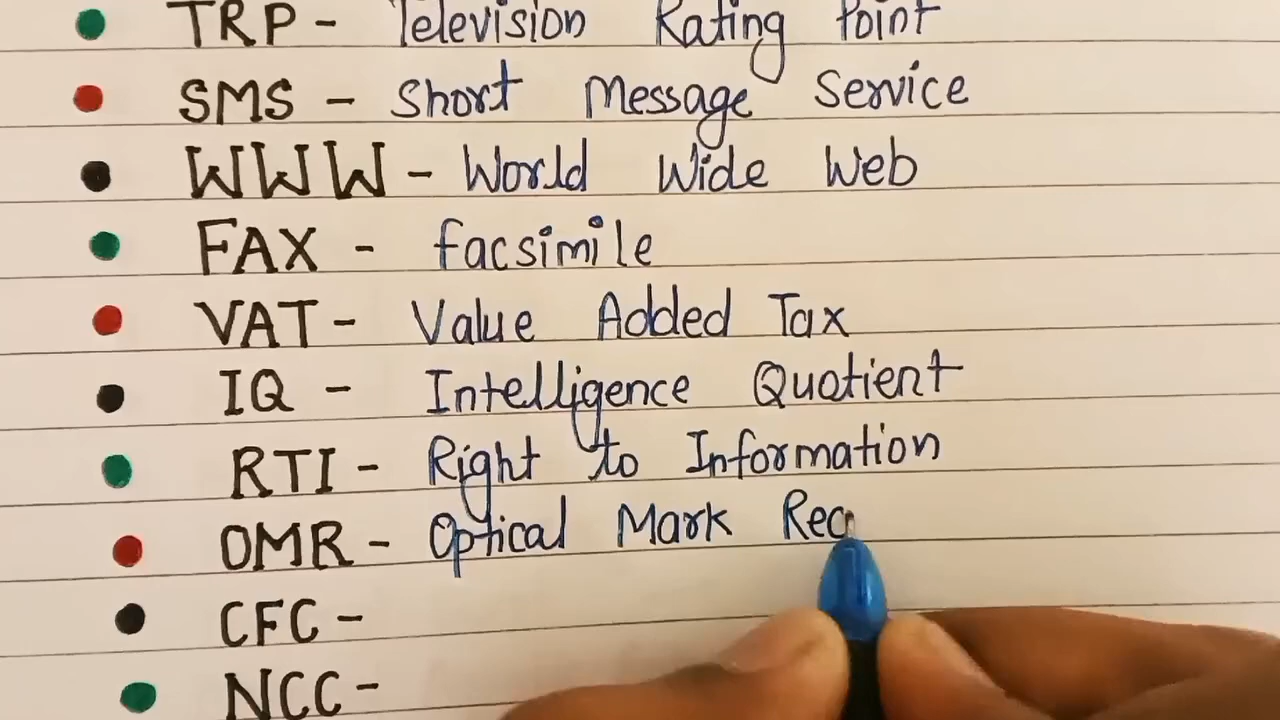 TRP - Television Rating Point
SMS - Short Message Service
WWW - World Wide Web
FAX - facsimile
VAT - Value Added Tax
IQ - Intelligence Quotient
RTI - Right to Information
OMR - Optical Mark Rec
CFC -
NCC -